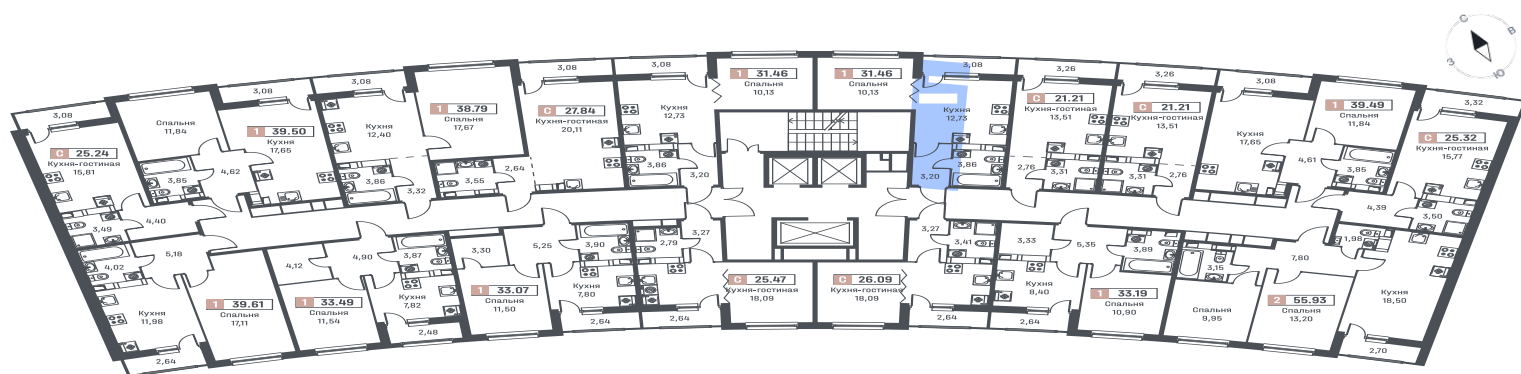 С
В
З
Ю
3,08
Спальня
11,84
С 25.24
Кухня-гостиная
15,81
3,49
4,40
3,85
4,62
3,08
1 39.50
Кухня
17,65
3,08
Кухня
12,40
3,86
3,32
1 38.79
Спальня
17,67
3,55
2,64
3,08
С 27.84
Кухня-гостиная
20,11
3,08
Кухня
12,73
3,86
3,20
1 31.46
10,13
1 31.46
10,13
3,08
Кухня
12,73
3,86
3,20
3,26
С 21.21
Кухня-гостиная
13,51
2,76
3,31
3,26
С 21.21
Кухня-гостиная
13,51
3,31
2,76
3,08
Кухня
17,65
4,61
1 39.49
Спальня
11,84
3,85
3,32
С 25.32
Кухня-гостиная
15,77
4,39
3,50
4,02
5,18
Кухня
11,98
2,64
1 39.61
Спальня
17,11
4,12
4,90
1 33.49
Спальня
11,54
3,87
Кухня
7,82
2,48
3,30
5,25
1 33.07
Спальня
11,50
3,90
Кухня
7,80
2,64
2,79
3,27
2,64
С 25.47
Кухня-гостиная
18,09
С 26.09
Кухня-гостиная
18,09
3,27
3,41
2,64
3,33
5,35
Кухня
8,40
2,64
3,89
1 33.19
Спальня
10,90
3,15
Спальня
9,95
7,80
2 55.93
Спальня
13,20
1,98
Кухня
18,50
2,70